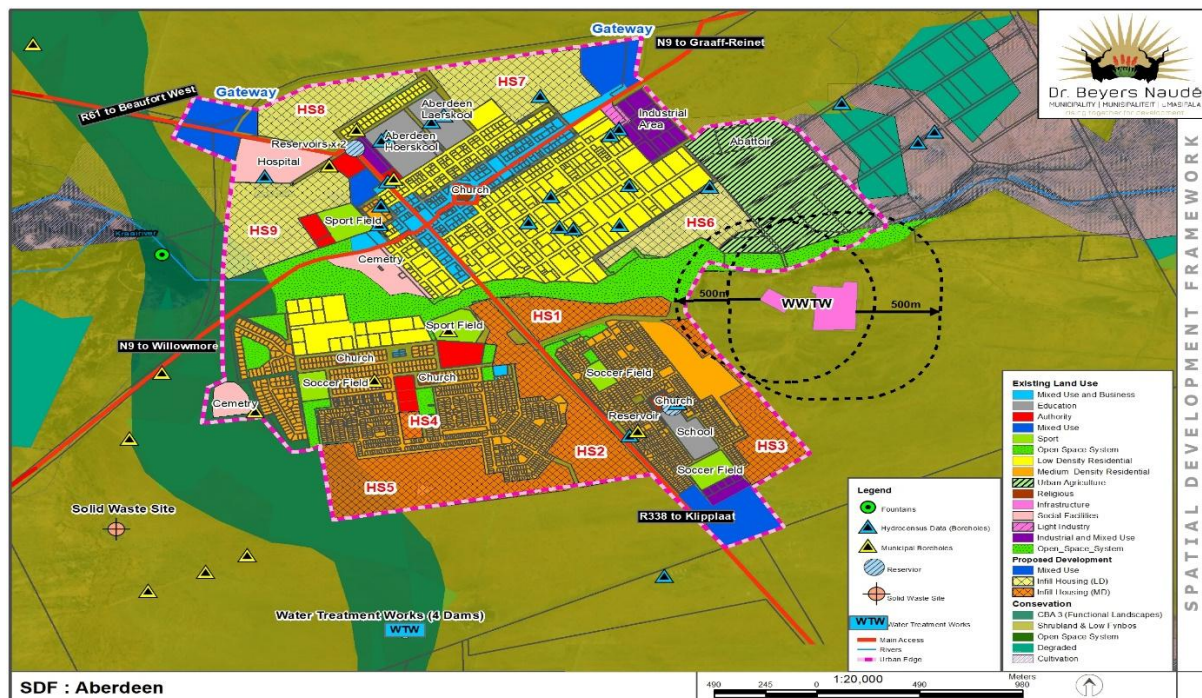 Gateway
N9 to Graaff-Reinet
Dr. Beyers Naudé
MUNICIPALITY | MUNISIPALITEIT | UMASIPALA
SPATIAL DEVELOPMENT FRAMEWORK
Gateway
R61 to Beaufort West
HS8
HS7
Aberdeen
Laerskool
Aberdeen
Hoerskool
Industrial
Area
Abattoir
Reservoirs x 2
Hospital
Church
Sport Field
HS9
HS6
Cemetry
500m
WWTW
500m
HS1
N9 to Willowmore
Sport Field
Church
Soccer Field
Church
Soccer Field
Cemetry
HS4
Church
Reservoir
School
HS2
HS3
Soccer Field
HS5
R338 to Klipplaat
Solid Waste Site
Water Treatment Works (4 Dams)
WTW
Legend
Fountains
Hydrocensus Data (Boreholes)
Municipal Boreholes
Reservior
Solid Waste Site
WTW Water Treatment Works
Main Access
Rivers
Urban Edge
Existing Land Use
Mixed Use and Business
Education
Authority
Mixed Use
Sport
Open Space System
Low Density Residential
Medium Density Residential
Urban Agriculture
Religious
Infrastructure
Social Facilities
Light Industry
Industrial and Mixed Use
Open_Space_System
Proposed Development
Mixed Use
Infill Housing (LD)
Infill Housing (MD)
Consevation
CBA 3 (Functional Landscapes)
Shrubland & Low Fynbos
Open Space System
Degraded
Cultivation
SDF : Aberdeen
1:20,000
Meters
490 245 0 490 980